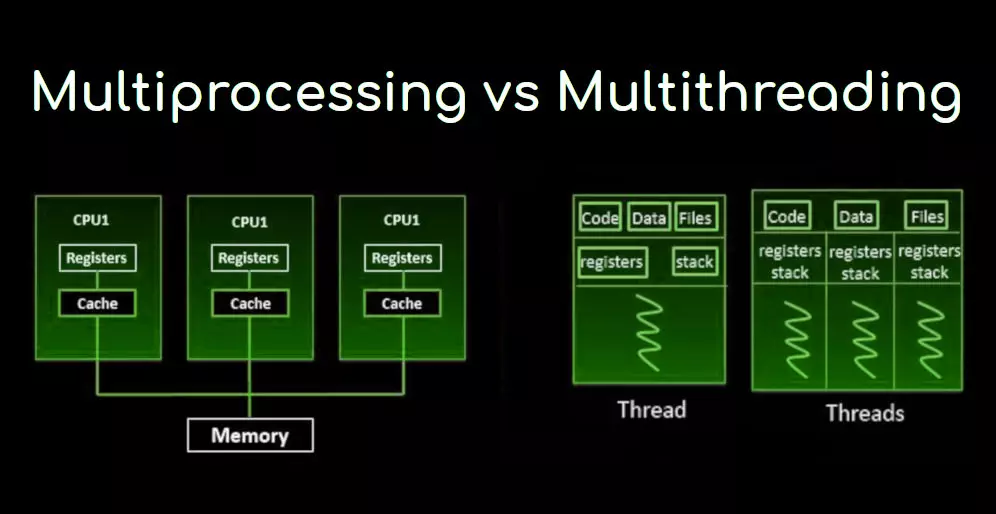 Multiprocessing vs Multithreading
CPU1
Registers
Cache
CPU1
Registers
Cache
CPU1
Registers
Cache
Memory
Code Data Files
registers stack
Thread
Code Data Files
registers
stack
registers
stack
registers
stack
Threads